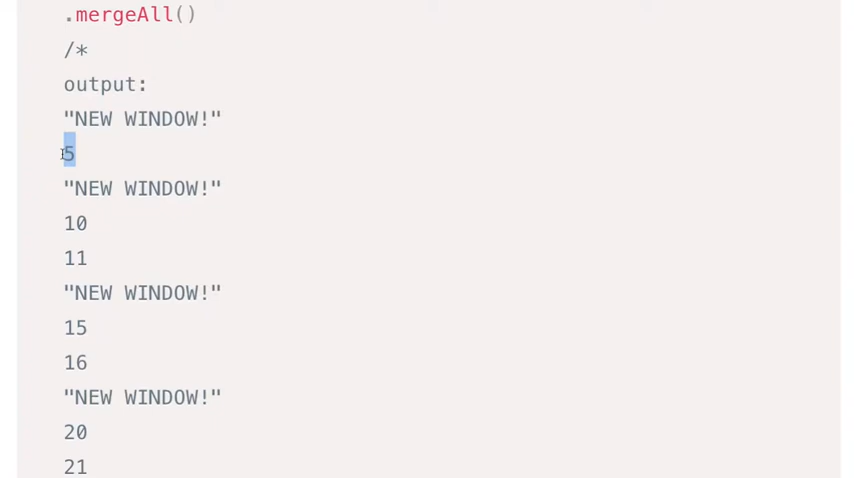 .mergeAll()
/*
output:
"NEW WINDOW!"
5
"NEW WINDOW!"
10
11
"NEW WINDOW!"
15
16
"NEW WINDOW!"
20
21